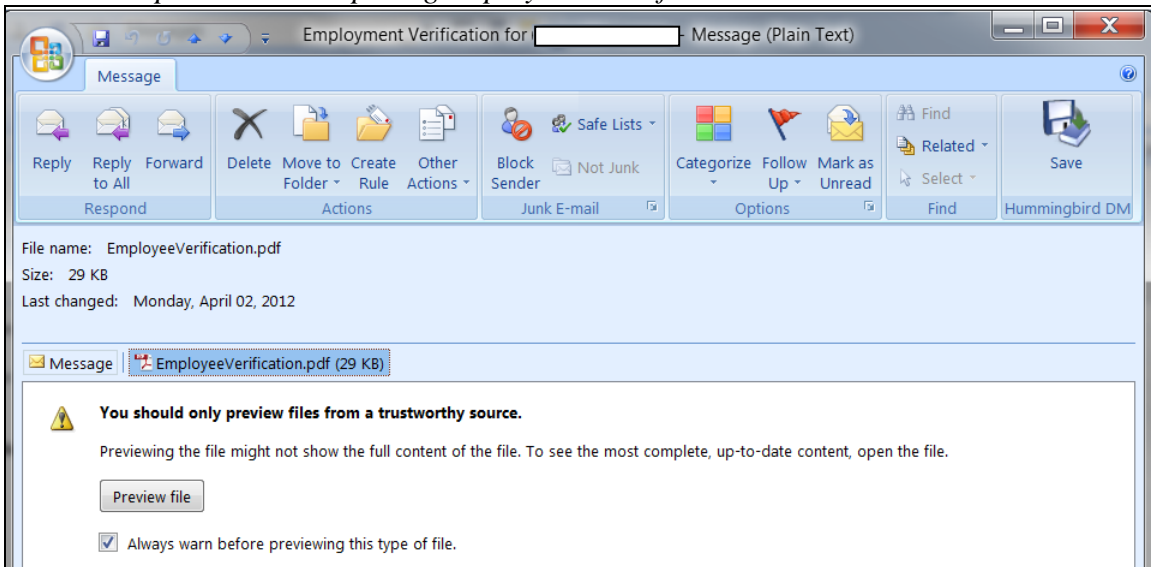 Employment Verification for - Message (Plain Text)
Message
Reply Reply to All Forward
Respond
Delete Move to Folder Create Rule Other Actions
Actions
Block Sender Safe Lists Not Junk
Junk E-mail
Categorize Follow Up Mark as Unread
Options
Find Related Select
Find
Save
Hummingbird DM
File name: EmployeeVerification.pdf
Size: 29 KB
Last changed: Monday, April 02, 2012
Message EmployeeVerification.pdf (29 KB)
You should only preview files from a trustworthy source.
Previewing the file might not show the full content of the file. To see the most complete, up-to-date content, open the file.
Preview file
Always warn before previewing this type of file.